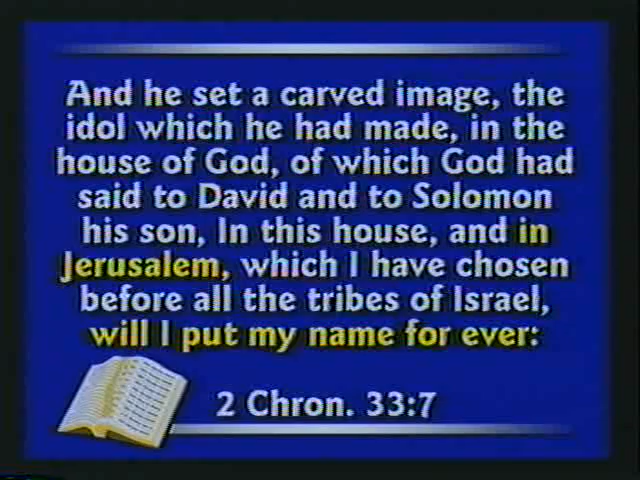 And he set a carved image, the
idol which he had made, in the
house of God, of which God had
said to David and to Solomon
his son, In this house, and in
Jerusalem, which I have chosen
before all the tribes of Israel,
will I put my name for ever:
2 Chron. 33:7